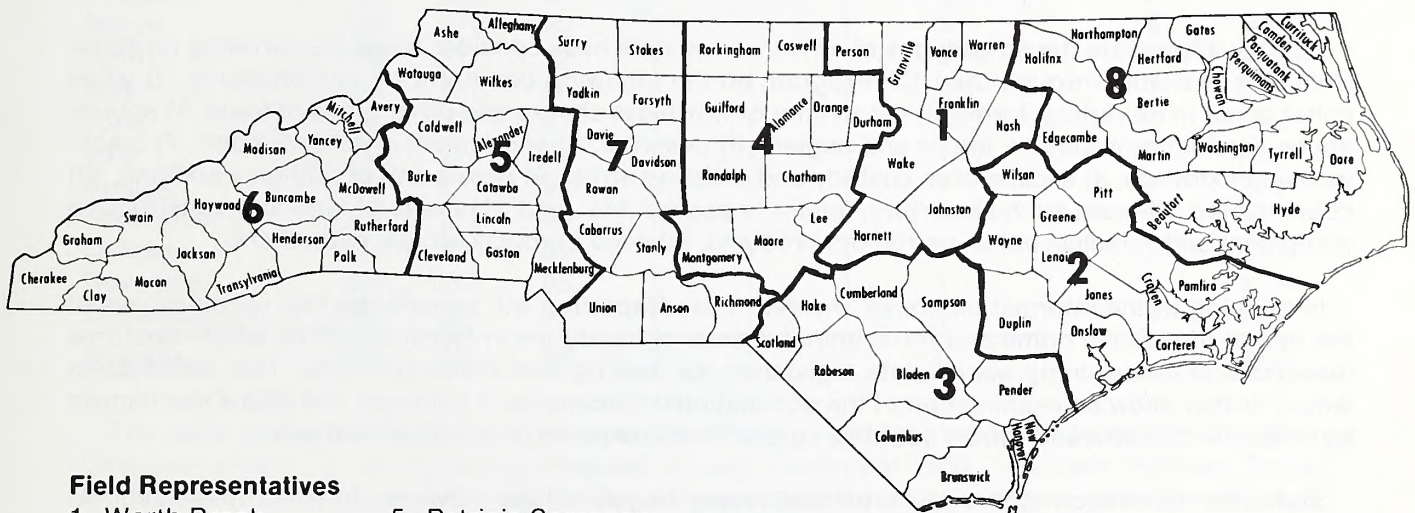 Ashe
Alleghany
Surry
Stokes
Rockingham
Caswell
Person
Granville
Vance
Warren
Halifnx
Northampton
Gates
Hertford
Currituck
Camden
Pasquotank
Perquimans
Chowan
8
Watauga
Wilkes
Yadkin
Forsyth
Guilford
Alamance
Orange
Durham
Franklin
Nash
Bertie
Mitchell
Avery
Caldwell
Alexander
Davie
Davidson
4
1
Edgecombe
Martin
Washington
Tyrrell
Dare
Madison
Yancey
Burke
5
Iredell
7
Rowan
Randolph
Chatham
Wake
Wilson
Pitt
Beaufort
Hyde
Swain
Haywood
6
Buncombe
McDowell
Catawba
Lincoln
Lee
Johnston
Greene
Graham
Jackson
Henderson
Rutherford
Polk
Cleveland
Gaston
Cabarrus
Stanly
Montgomery
Moore
Harnett
Wayne
Lenoir
2
Craven
Pamlico
Cherokee
Clay
Macon
Transylvania
Mecklenburg
Union
Anson
Richmond
Hoke
Cumberland
Sampson
Duplin
Jones
Onslow
Carteret
Scotland
Robeson
Bladen
3
Pender
Columbus
New Hanover
Brunswick
Field Representatives